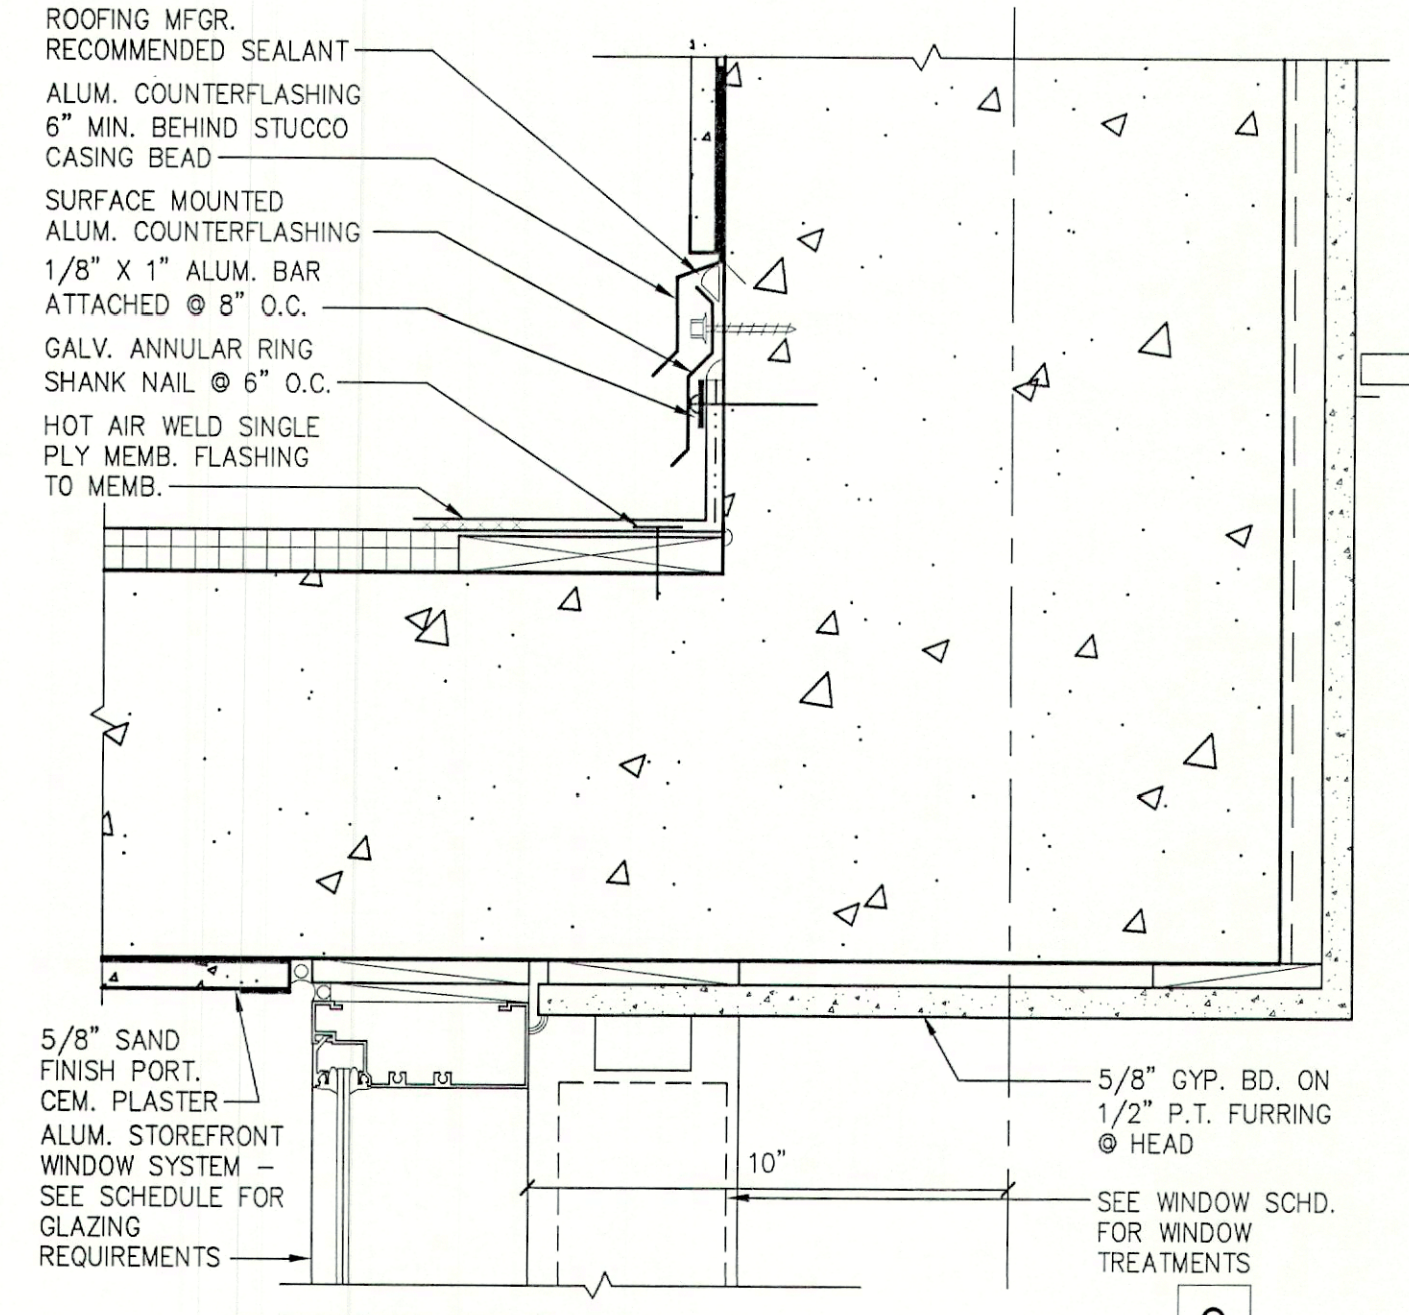 ROOFING MFGR.
RECOMMENDED SEALANT
ALUM. COUNTERFLASHING
6" MIN. BEHIND STUCCO
CASING BEAD
SURFACE MOUNTED
ALUM. COUNTERFLASHING
1/8" X 1" ALUM. BAR
ATTACHED @ 8" O.C.
GALV. ANNULAR RING
SHANK NAIL @ 6" O.C.
HOT AIR WELD SINGLE
PLY MEMB. FLASHING
TO MEMB.
5/8" SAND
FINISH PORT.
CEM. PLASTER
ALUM. STOREFRONT
WINDOW SYSTEM –
SEE SCHEDULE FOR
GLAZING
REQUIREMENTS
10"
5/8" GYP. BD. ON
1/2" P.T. FURRING
@ HEAD
SEE WINDOW SCHD.
FOR WINDOW
TREATMENTS